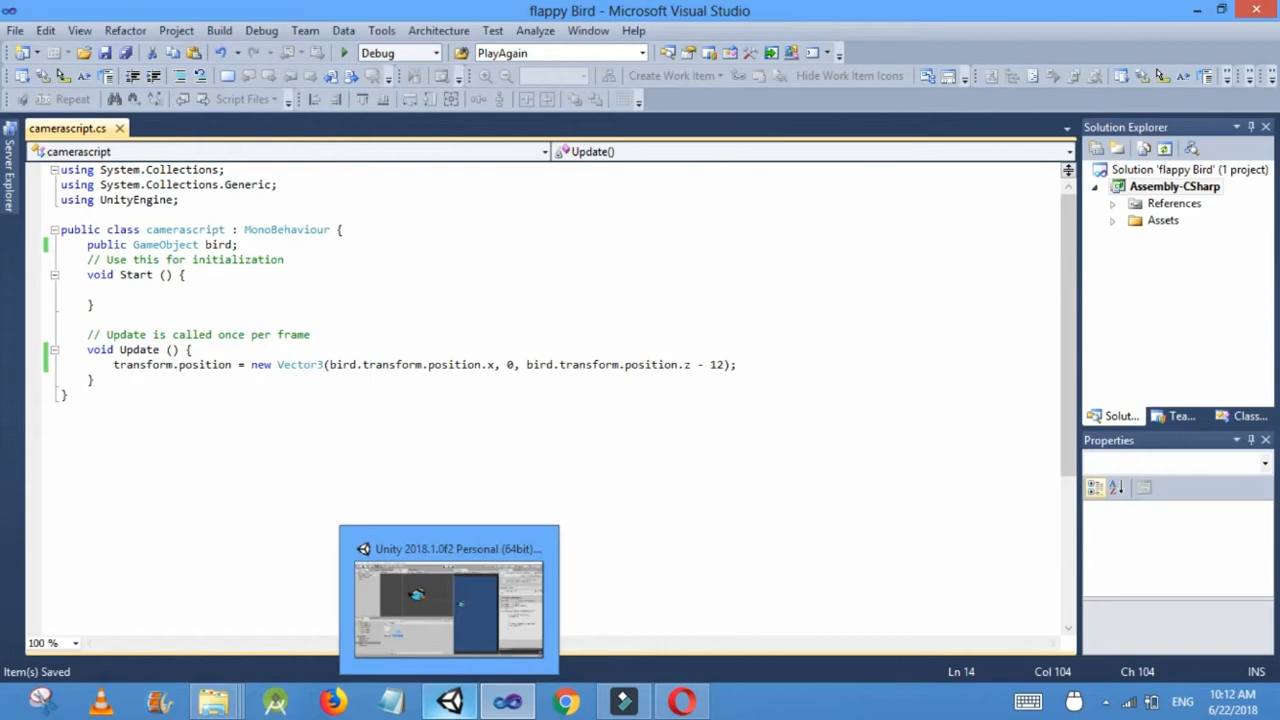 flappy Bird - Microsoft Visual Studio
File Edit View Refactor Project Build Debug Team Data Tools Architecture Test Analyze Window Help
Debug PlayAgain
Create Work Item Hide Work Item Icons
Repeat Script Files
camerascript.cs
camerascript Update()
using System.Collections;
using System.Collections.Generic;
using UnityEngine;
public class camerascript : MonoBehaviour {
public GameObject bird;
// Use this for initialization
void Start () {
}
// Update is called once per frame
void Update () {
transform.position = new Vector3(bird.transform.position.x, 0, bird.transform.position.z - 12);
}
}
Server Explorer
Solution Explorer
Solution 'flappy Bird' (1 project)
Assembly-CSharp
References
Assets
Solut... Tea... Class...
Properties
Unity 2018.1.0f2 Personal (64bit)...
100 %
Item(s) Saved Ln 14 Col 104 Ch 104 INS
ENG
10:12 AM
6/22/2018